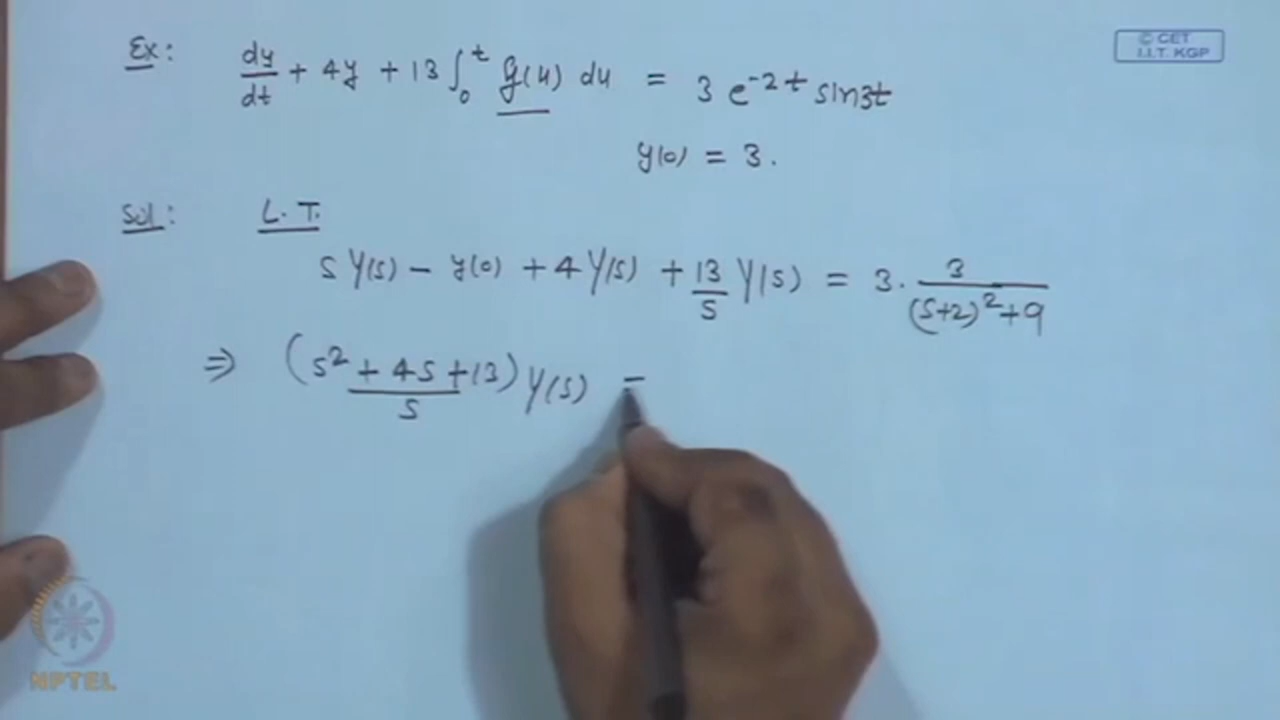 © CET
I.I.T. KGP
Ex: dy/dt + 4y + 13 ∫₀ᵗ y(u) du = 3 e^{-2t} sin3t
y(0) = 3.
Sol: L.T.
s Y(s) - y(0) + 4 Y(s) + 13/s Y(s) = 3. 3/((s+2)²+9)
⇒ (s² + 4s + 13)/s Y(s) =
NPTEL